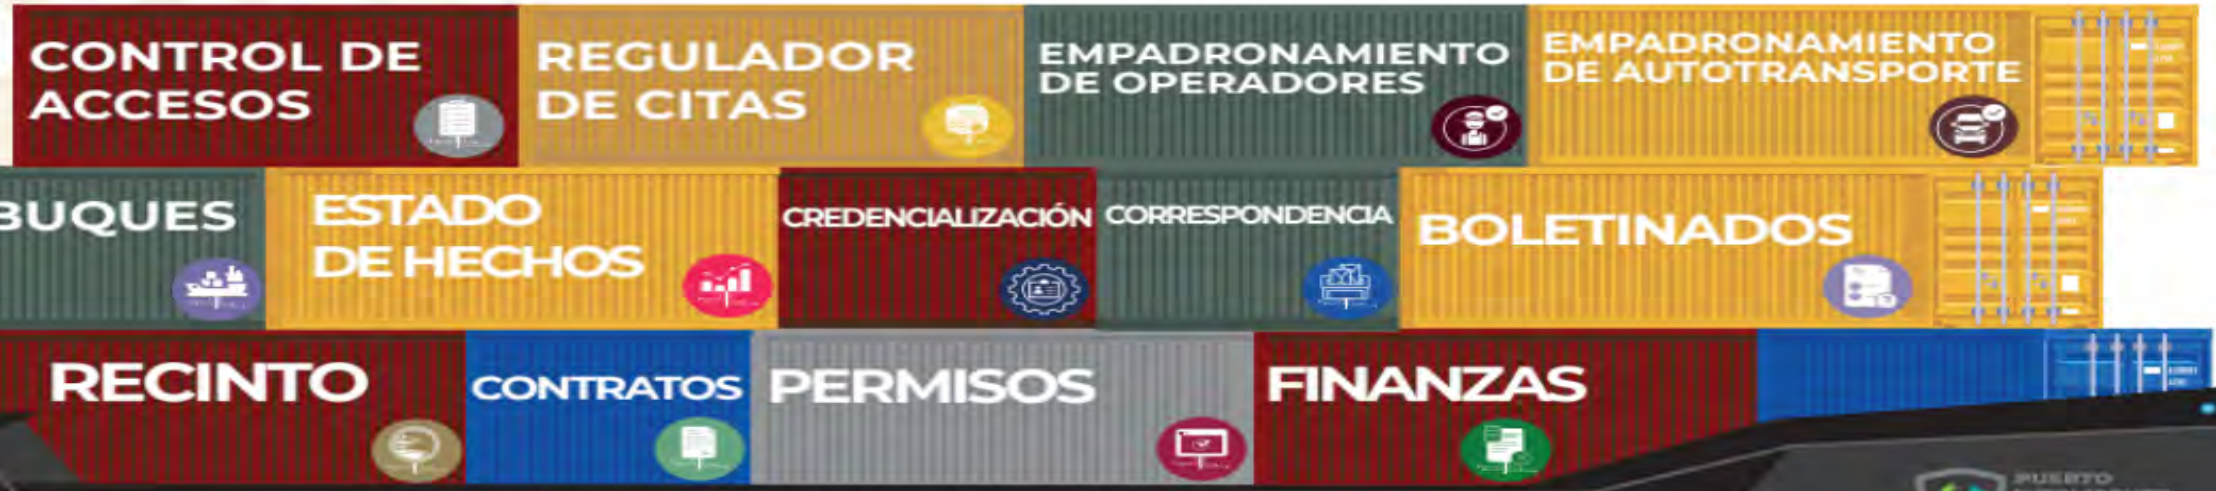 CONTROL DE
ACCESOS
REGULADOR
DE CITAS
EMPADRONAMIENTO
DE OPERADORES
EMPADRONAMIENTO
DE AUTOTRANSPORTE
BUQUES
ESTADO
DE HECHOS
CREDENCIALIZACIÓN
CORRESPONDENCIA
BOLETINADOS
RECINTO
CONTRATOS
PERMISOS
FINANZAS
PUERTO